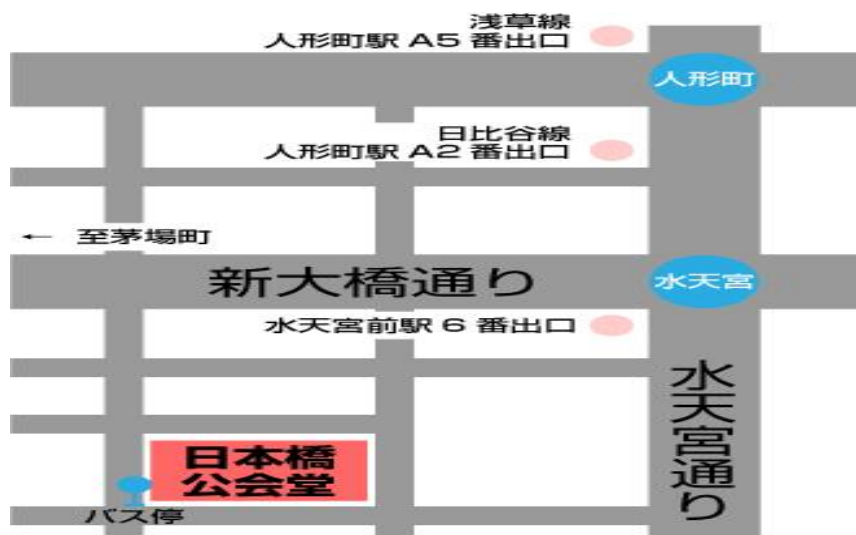 浅草線
人形町駅 A5 番出口
人形町
日比谷線
人形町駅 A2 番出口
← 至茅場町
新大橋通り
水天宮
水天宮前駅 6 番出口
水天宮通り
日本橋
公会堂
バス停